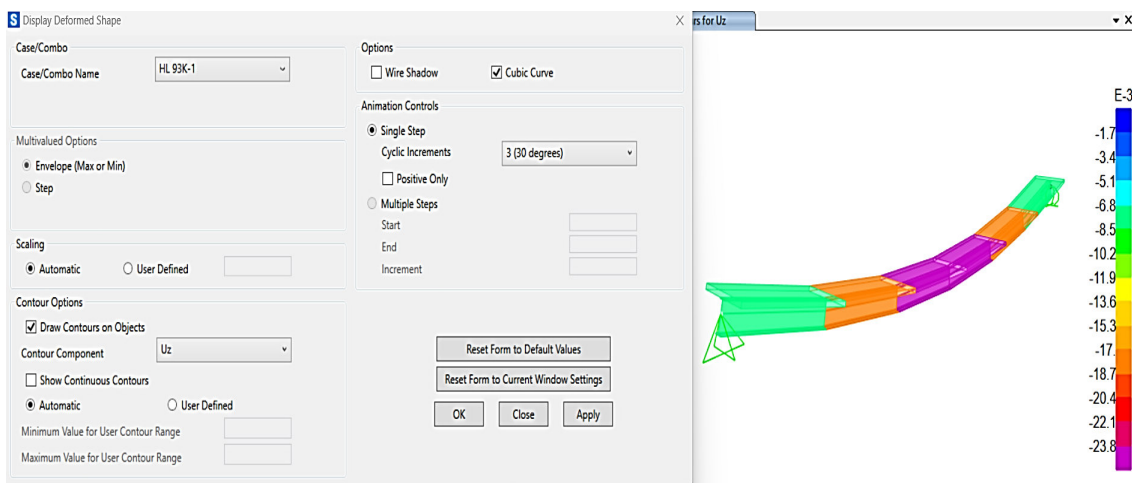 S Display Deformed Shape X
Case/Combo
Case/Combo Name HL 93K-1
Multivalued Options
Envelope (Max or Min)
Step
Scaling
Automatic User Defined
Contour Options
Draw Contours on Objects
Contour Component Uz
Show Continuous Contours
Automatic User Defined
Minimum Value for User Contour Range
Maximum Value for User Contour Range
Options
Wire Shadow Cubic Curve
Animation Controls
Single Step
Cyclic Increments 3 (30 degrees)
Positive Only
Multiple Steps
Start
End
Increment
Reset Form to Default Values
Reset Form to Current Window Settings
OK Close Apply
rs for Uz
E-3
-1.7
-3.4
-5.1
-6.8
-8.5
-10.2
-11.9
-13.6
-15.3
-17.
-18.7
-20.4
-22.1
-23.8